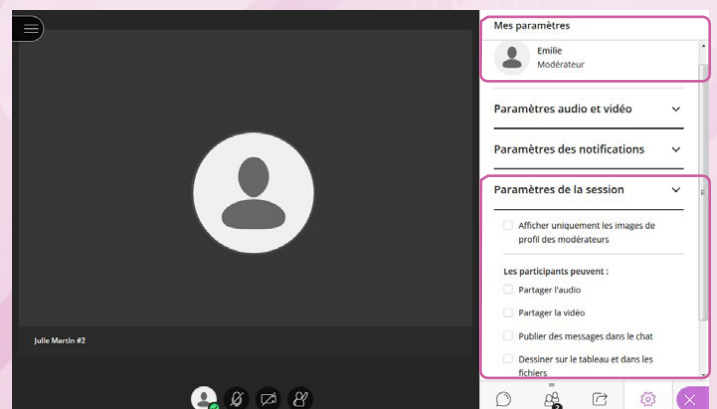 Mes paramètres
Emilie
Modérateur
Paramètres audio et vidéo
Paramètres des notifications
Paramètres de la session
Afficher uniquement les images de
profil des modérateurs
Les participants peuvent :
Partager l'audio
Partager la vidéo
Publier des messages dans le chat
Dessiner sur le tableau et dans les
fichiers
Julie Martin #2
2